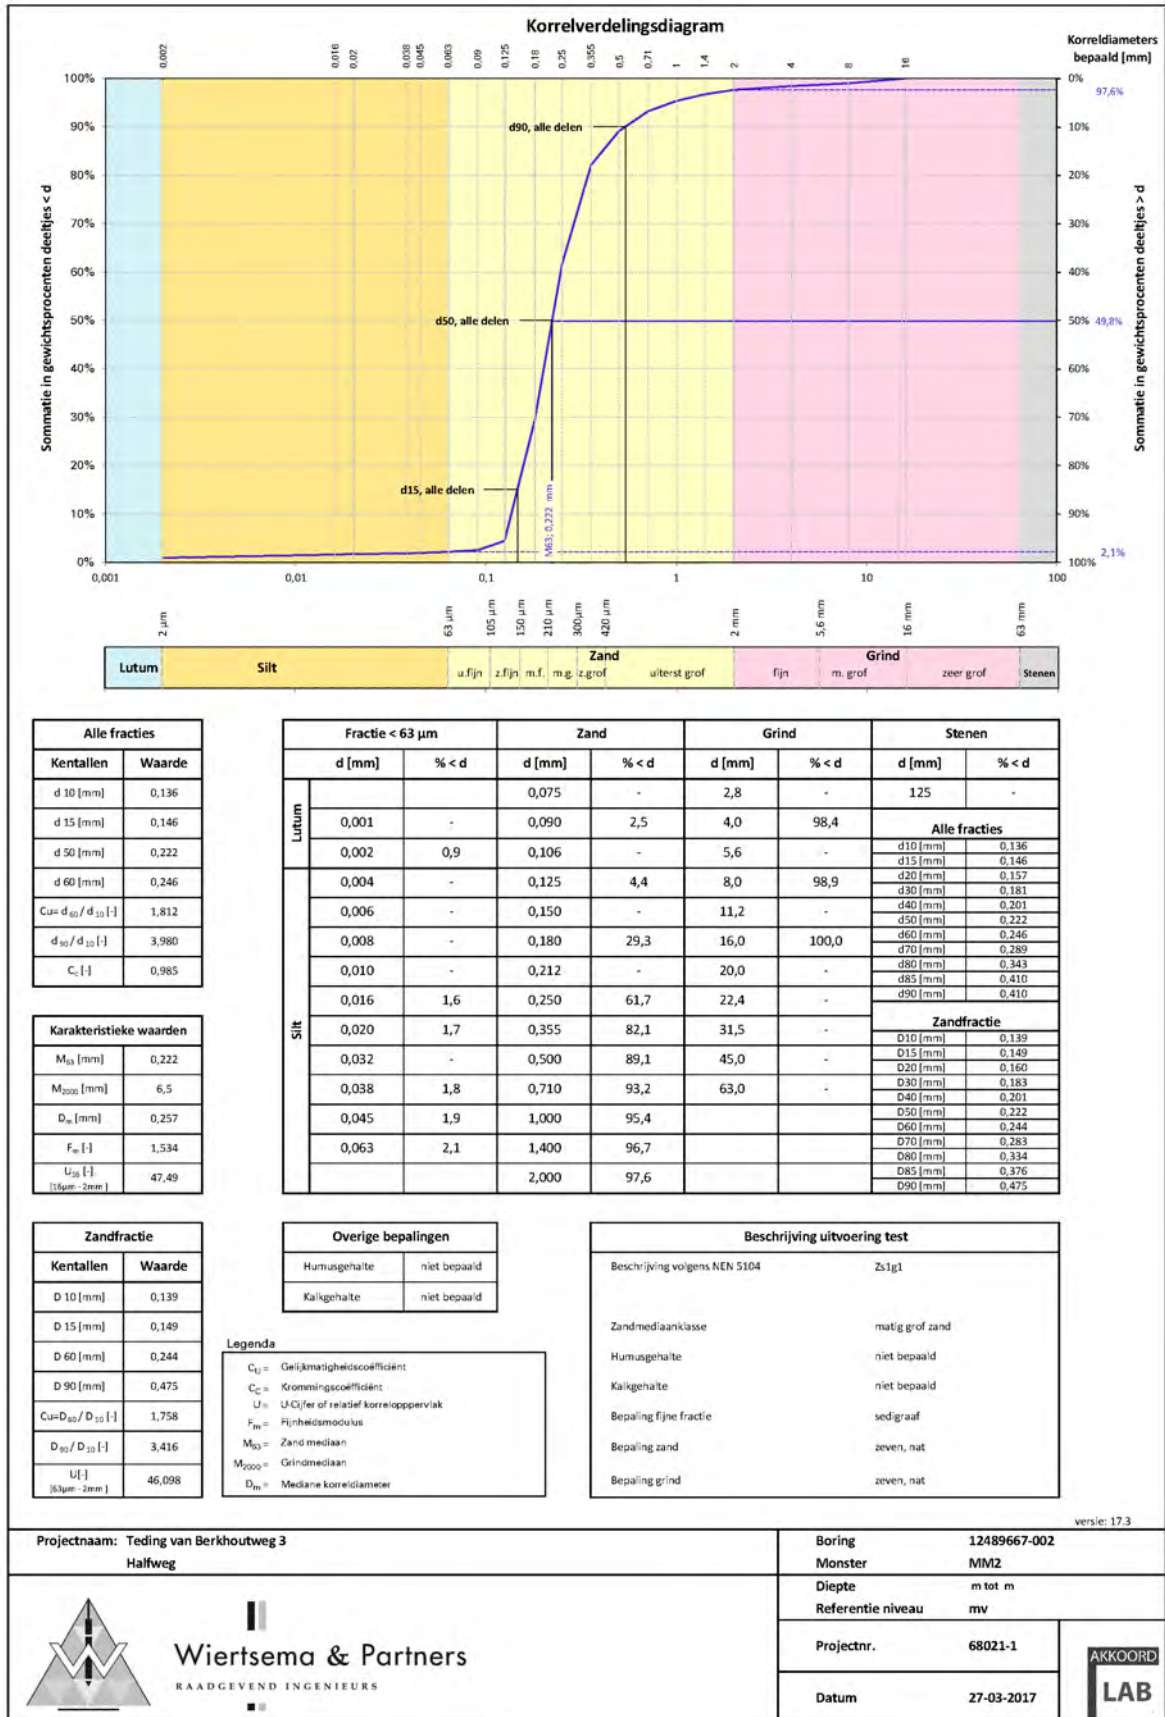 Korrelverdelingsdiagram
Korreldiameters
bepaald [mm]
0,002 0,016 0,02 0,038 0,045 0,063 0,09 0,125 0,18 0,25 0,355 0,5 0,71 1 1,4 2 4 8 16
100% 0%
97,6%
90% 10%
d90, alle delen
80% 20%
70% 30%
60% 40%
50% 50% 49,8%
d50, alle delen
40% 60%
30% 70%
20% 80%
d15, alle delen
10% 90%
M63; 0,222 mm
0% 100% 2,1%
Sommatie in gewichtsprocenten deeltjes < d
Sommatie in gewichtsprocenten deeltjes > d
0,001 0,01 0,1 1 10 100
2 µm 63 µm 105 µm 150 µm 210 µm 300µm 420 µm 2 mm 5,6 mm 16 mm 63 mm
Lutum Silt Zand Grind Stenen
u.fijn z.fijn m.f. m.g. z.grof uiterst grof fijn m. grof zeer grof
Alle fracties
Kentallen Waarde
d 10 [mm] 0,136
d 15 [mm] 0,146
d 50 [mm] 0,222
d 60 [mm] 0,246
Cu= d 60 / d 10 [-] 1,812
d 90 / d 10 [-] 3,980
Cc [-] 0,985
Karakteristieke waarden
M63 [mm] 0,222
M2000 [mm] 6,5
Dm [mm] 0,257
Fm [-] 1,534
U16 [-]
[16µm - 2mm ] 47,49
Zandfractie
Kentallen Waarde
D 10 [mm] 0,139
D 15 [mm] 0,149
D 60 [mm] 0,244
D 90 [mm] 0,475
Cu=D60 / D 10 [-] 1,758
D 90 / D 10 [-] 3,416
U[-]
[63µm - 2mm ] 46,098
Fractie < 63 µm Zand Grind Stenen
d [mm] % < d d [mm] % < d d [mm] % < d d [mm] % < d
Lutum
Silt
0,075 - 2,8 - 125 -
0,001 - 0,090 2,5 4,0 98,4
0,002 0,9 0,106 - 5,6 -
0,004 - 0,125 4,4 8,0 98,9
0,006 - 0,150 - 11,2 -
0,008 - 0,180 29,3 16,0 100,0
0,010 - 0,212 - 20,0 -
0,016 1,6 0,250 61,7 22,4 -
0,020 1,7 0,355 82,1 31,5 -
0,032 - 0,500 89,1 45,0 -
0,038 1,8 0,710 93,2 63,0 -
0,045 1,9 1,000 95,4
0,063 2,1 1,400 96,7
2,000 97,6
Alle fracties
d10 [mm] 0,136
d15 [mm] 0,146
d20 [mm] 0,157
d30 [mm] 0,181
d40 [mm] 0,201
d50 [mm] 0,222
d60 [mm] 0,246
d70 [mm] 0,289
d80 [mm] 0,343
d85 [mm] 0,410
d90 [mm] 0,410
Zandfractie
D10 [mm] 0,139
D15 [mm] 0,149
D20 [mm] 0,160
D30 [mm] 0,183
D40 [mm] 0,201
D50 [mm] 0,222
D60 [mm] 0,244
D70 [mm] 0,283
D80 [mm] 0,334
D85 [mm] 0,376
D90 [mm] 0,475
Overige bepalingen
Humusgehalte niet bepaald
Kalkgehalte niet bepaald
Legenda
CU = Gelijkmatigheidscoëfficiënt
CC = Krommingscoëfficiënt
U = U-Cijfer of relatief korreloppperviak
Fm = Fijnheidsmodulus
M63 = Zand mediaan
M2000 = Grindmediaan
Dm = Mediane korreldiameter
Beschrijving uitvoering test
Beschrijving volgens NEN 5104 Zs1g1
Zandmediaanklasse matig grof zand
Humusgehalte niet bepaald
Kalkgehalte niet bepaald
Bepaling fijne fractie sedigraaf
Bepaling zand zeven, nat
Bepaling grind zeven, nat
versie: 17.3
Projectnaam: Teding van Berkhoutweg 3
Halfweg
Boring 12489667-002
Monster MM2
Diepte m tot m
Referentie niveau mv
Projectnr. 68021-1
Datum 27-03-2017
W
Wiertsema & Partners
RAADGEVEND INGENIEURS
AKKOORD
LAB